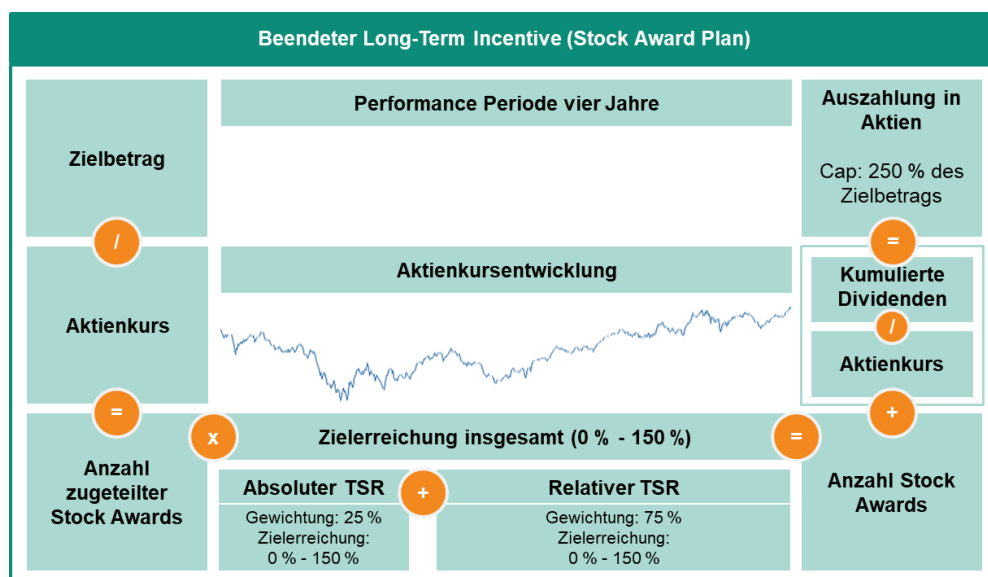 Beendeter Long-Term Incentive (Stock Award Plan)
Zielbetrag
/
Aktienkurs
=
Anzahl
zugeteilter
Stock Awards
x
Performance Periode vier Jahre
Aktienkursentwicklung
Zielerreichung insgesamt (0 % - 150 %)
Absoluter TSR
Gewichtung: 25 %
Zielerreichung:
0 % - 150 %
+
Relativer TSR
Gewichtung: 75 %
Zielerreichung:
0 % - 150 %
=
Auszahlung in
Aktien
Cap: 250 % des
Zielbetrags
=
Kumulierte
Dividenden
/
Aktienkurs
+
Anzahl Stock
Awards